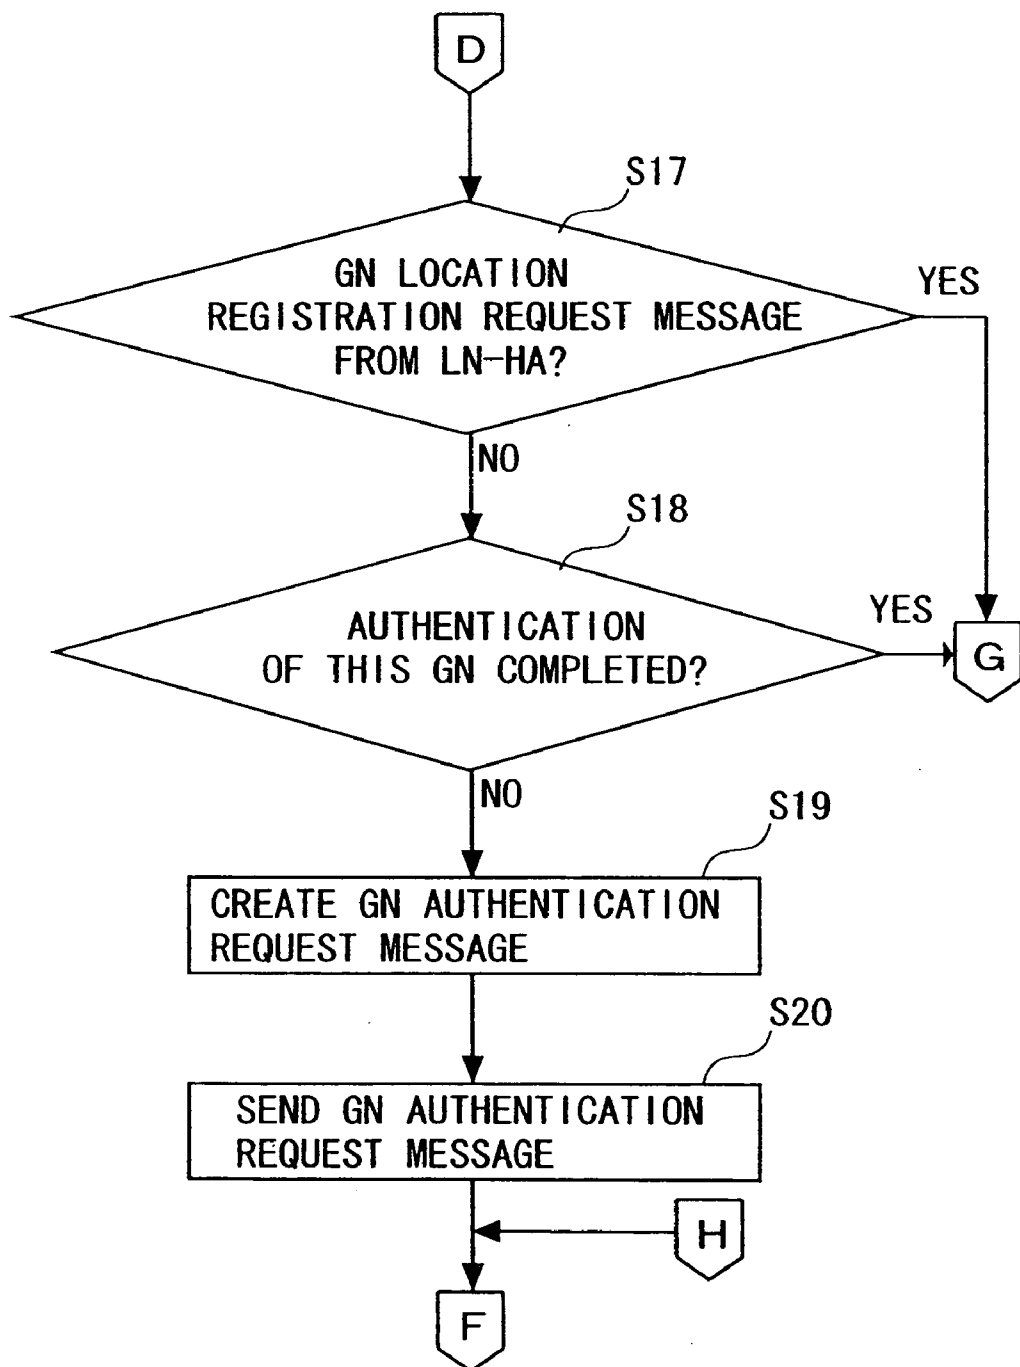 D
S17
GN LOCATION
REGISTRATION REQUEST MESSAGE
FROM LN-HA?
YES
NO
S18
AUTHENTICATION
OF THIS GN COMPLETED?
YES
G
NO
S19
CREATE GN AUTHENTICATION
REQUEST MESSAGE
S20
SEND GN AUTHENTICATION
REQUEST MESSAGE
H
F